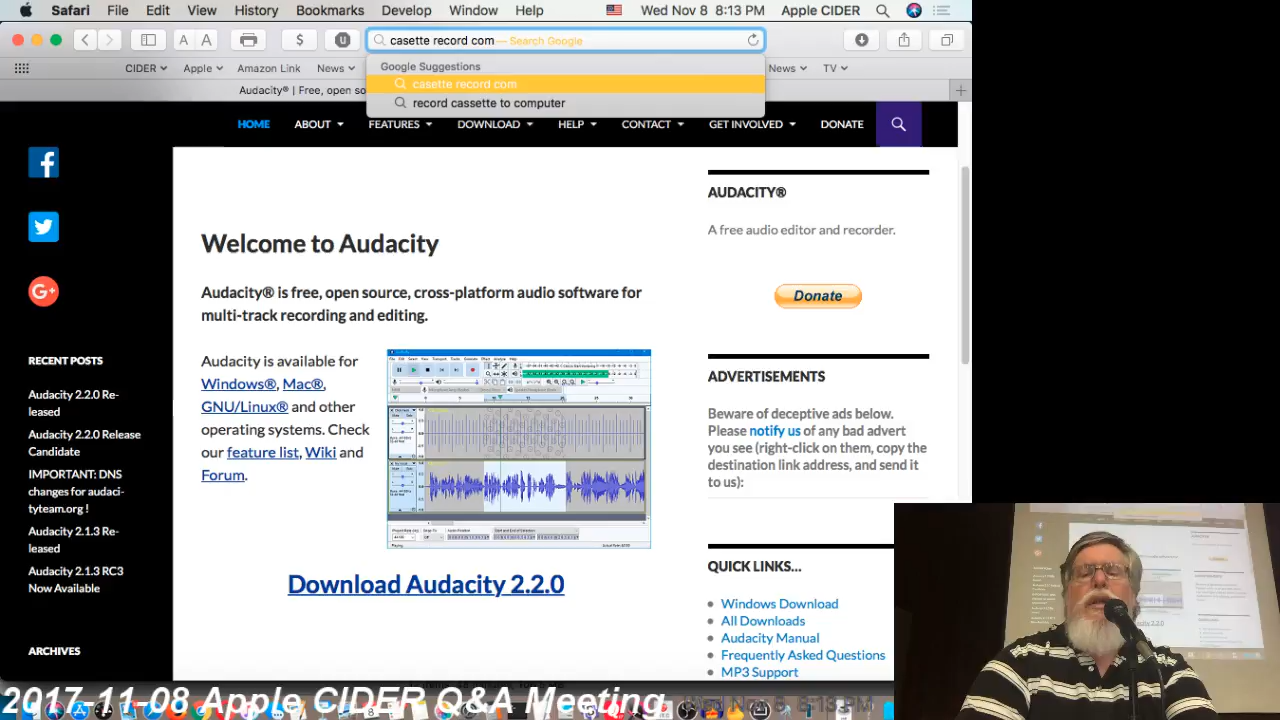 Safari File Edit View History Bookmarks Develop Window Help Wed Nov 8 8:13 PM Apple CIDER
A A $ u casette record com — Search Google
Google Suggestions
casette record com
record cassette to computer
CIDER Apple Amazon Link News News TV
Audacity® | Free, open so
HOME ABOUT FEATURES DOWNLOAD HELP CONTACT GET INVOLVED DONATE
Welcome to Audacity
Audacity® is free, open source, cross-platform audio software for
multi-track recording and editing.
Audacity is available for
Windows®, Mac®,
GNU/Linux® and other
operating systems. Check
our feature list, Wiki and
Forum.
Download Audacity 2.2.0
RECENT POSTS
Audacity 2.2.0 Re-
leased
Audacity 2.2.0 Release
Candidate
IMPORTANT: DNS
changes for audaci-
tyteam.org !
Audacity 2.1.3 Re-
leased
Audacity 2.1.3 RC3
Now Available
ARCHIVES
AUDACITY®
A free audio editor and recorder.
Donate
ADVERTISEMENTS
Beware of deceptive ads below.
Please notify us of any bad advert
you see (right-click on them, copy the
destination link address, and send it
to us):
QUICK LINKS...
Windows Download
All Downloads
Audacity Manual
Frequently Asked Questions
MP3 Support
2017-11-08 Apple CIDER Q&A Meeting